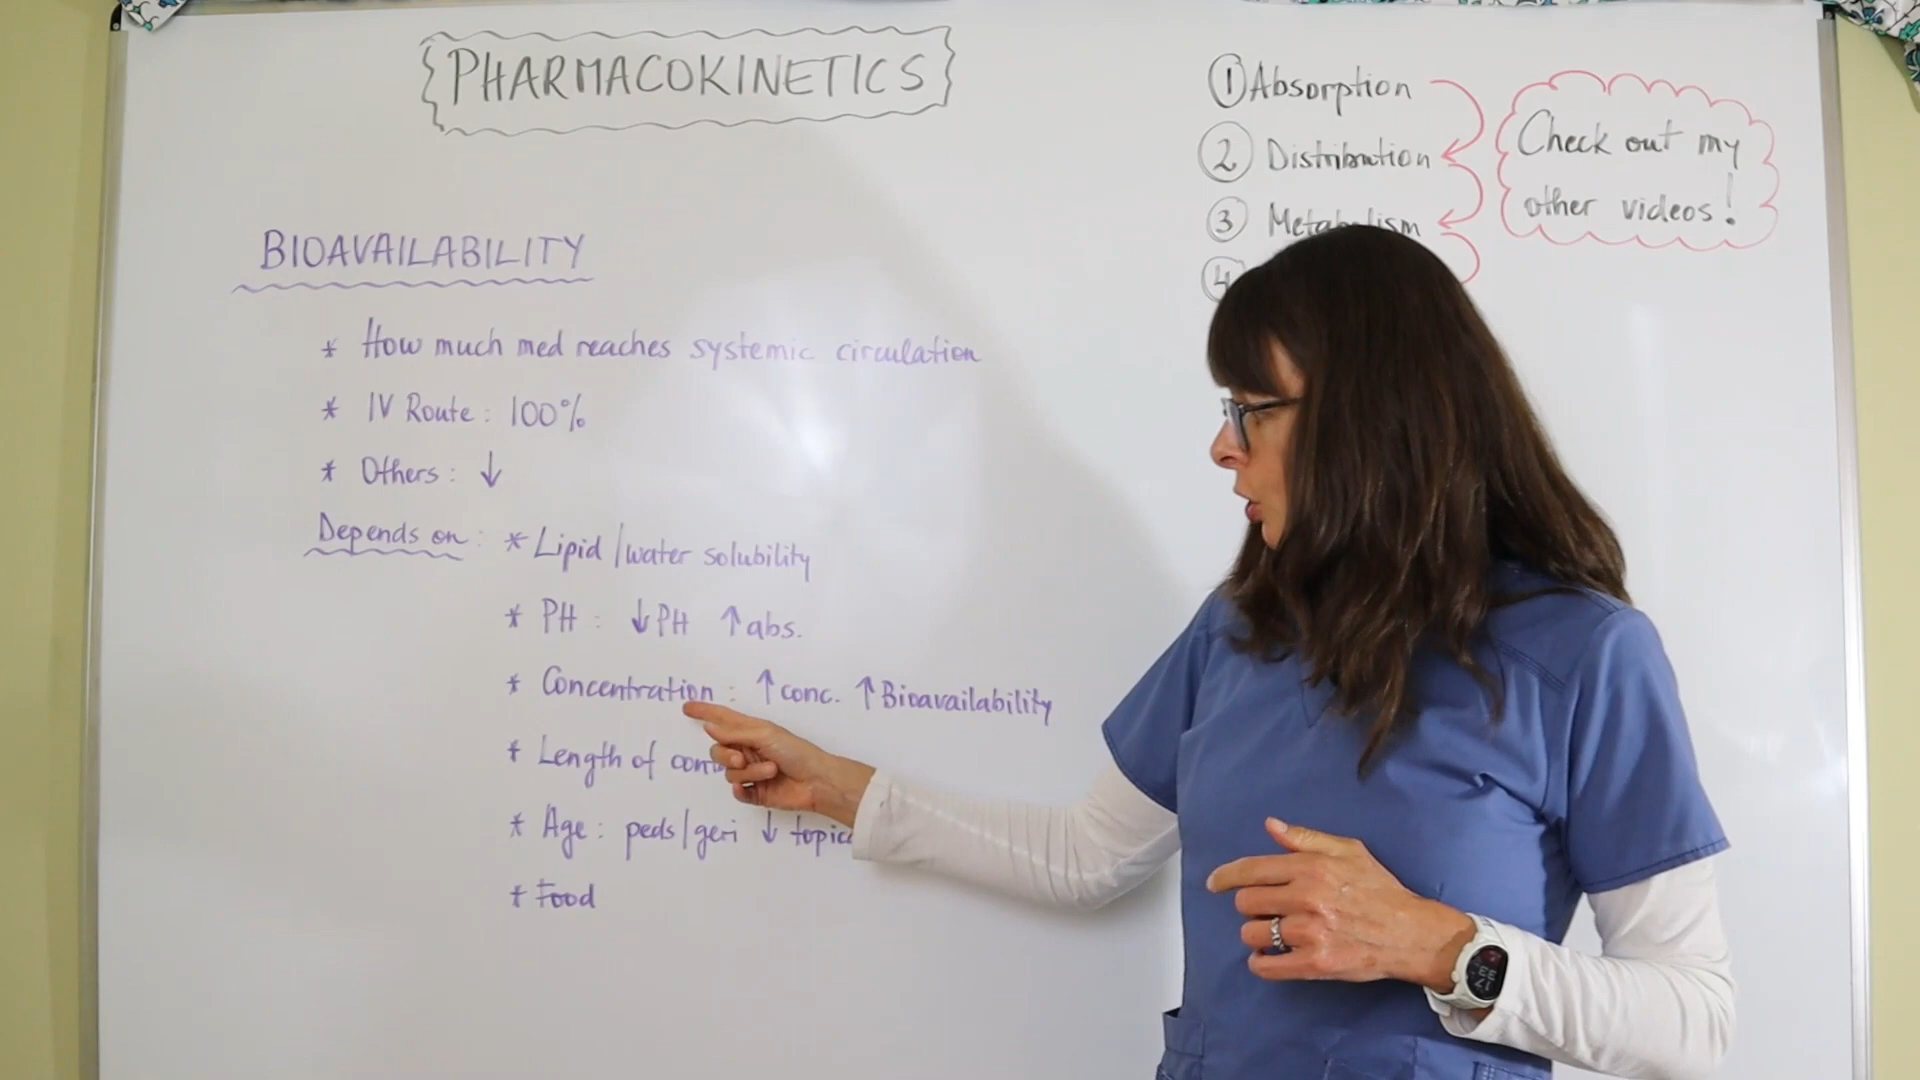 PHARMACOKINETICS
① Absorption
② Distribution
③ Metabolism
④
Check out my
other videos!
BIOAVAILABILITY
* How much med reaches systemic circulation
* IV Route: 100%
* Others: ↓
Depends on: * Lipid/water solubility
* PH: ↓PH ↑abs.
* Concentration: ↑conc. ↑Bioavailability
* Length of
* Age: peds/geri ↓
* Food